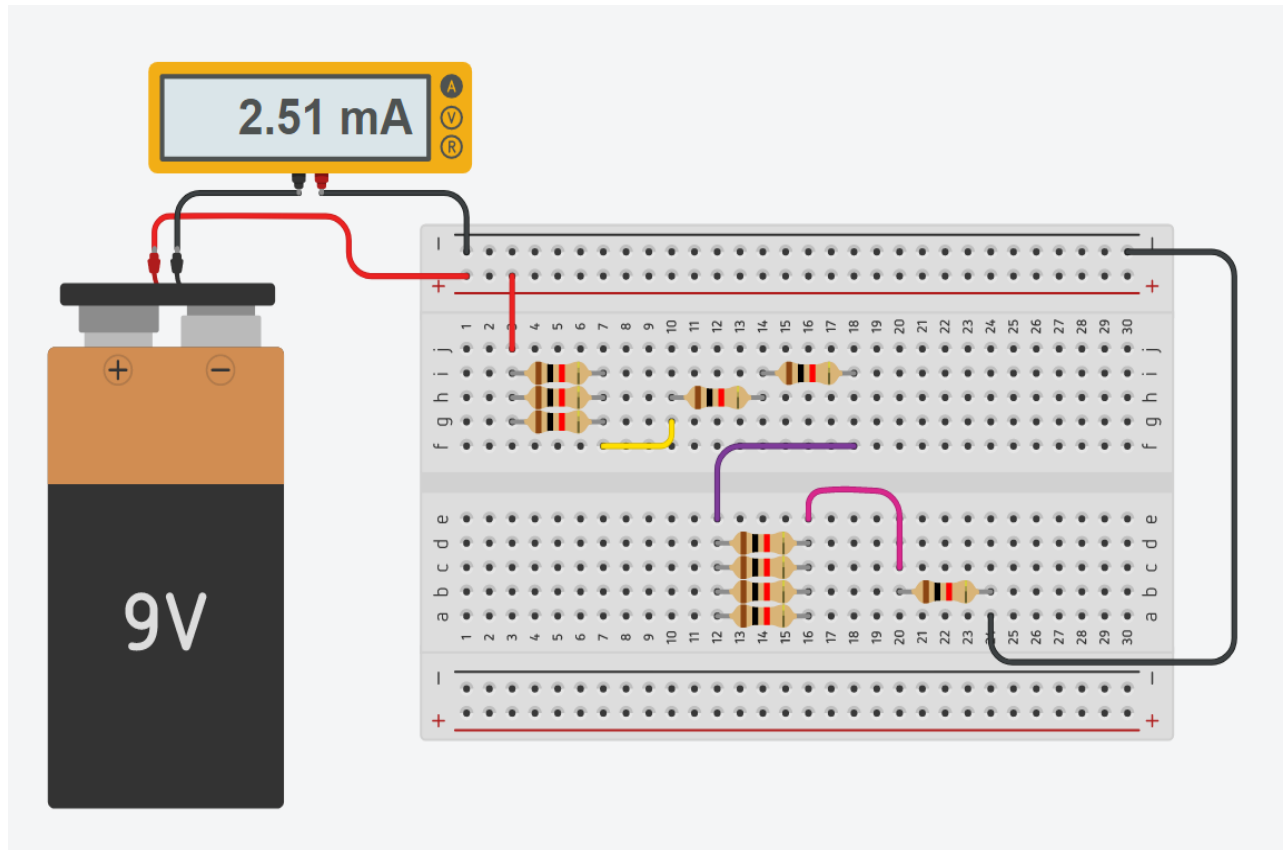 2.51 mA
A
V
R
− −
+ +
1 2 3 4 5 6 7 8 9 10 11 12 13 14 15 16 17 18 19 20 21 22 23 24 25 26 27 28 29 30
j j
i i
h h
g g
f f
+ −
e e
d d
c c
b b
a a
9V
1 2 3 4 5 6 7 8 9 10 11 12 13 14 15 16 17 18 19 20 21 22 23 24 25 26 27 28 29 30
− −
+ +